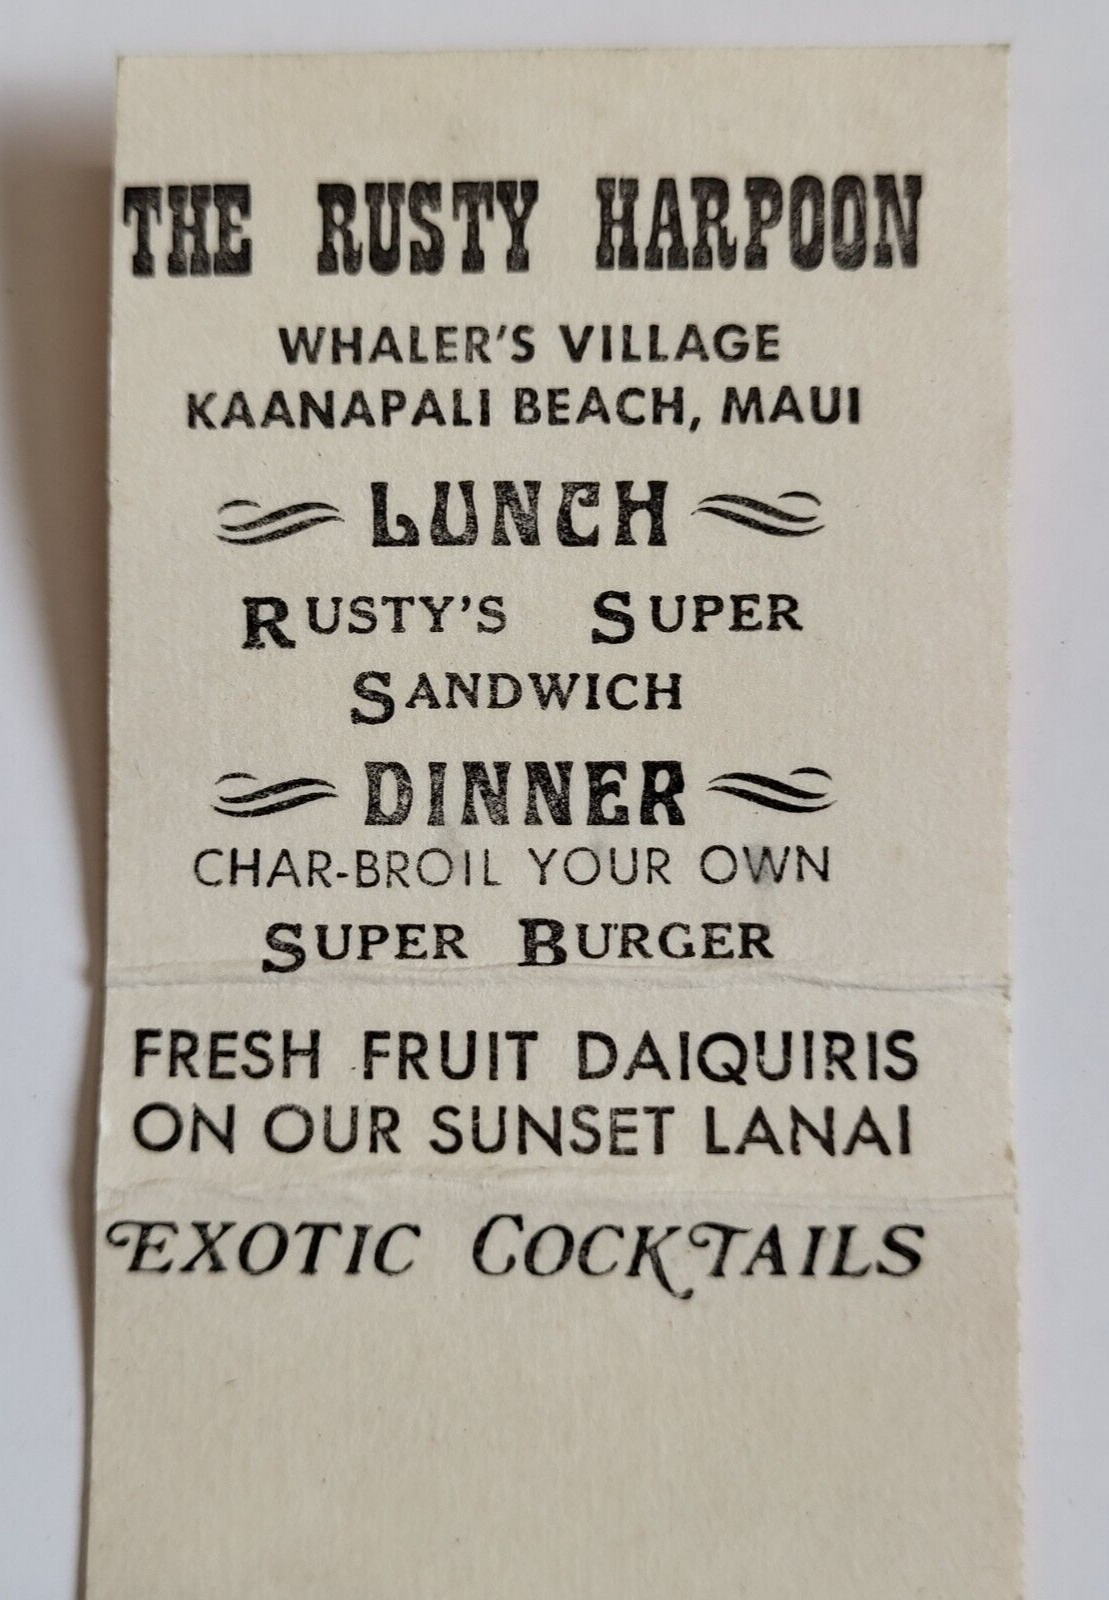 THE RUSTY HARPOON
WHALER'S VILLAGE
KAANAPALI BEACH, MAUI
LUNCH
RUSTY'S SUPER
SANDWICH
DINNER
CHAR-BROIL YOUR OWN
SUPER BURGER
FRESH FRUIT DAIQUIRIS
ON OUR SUNSET LANAI
EXOTIC COCKTAILS